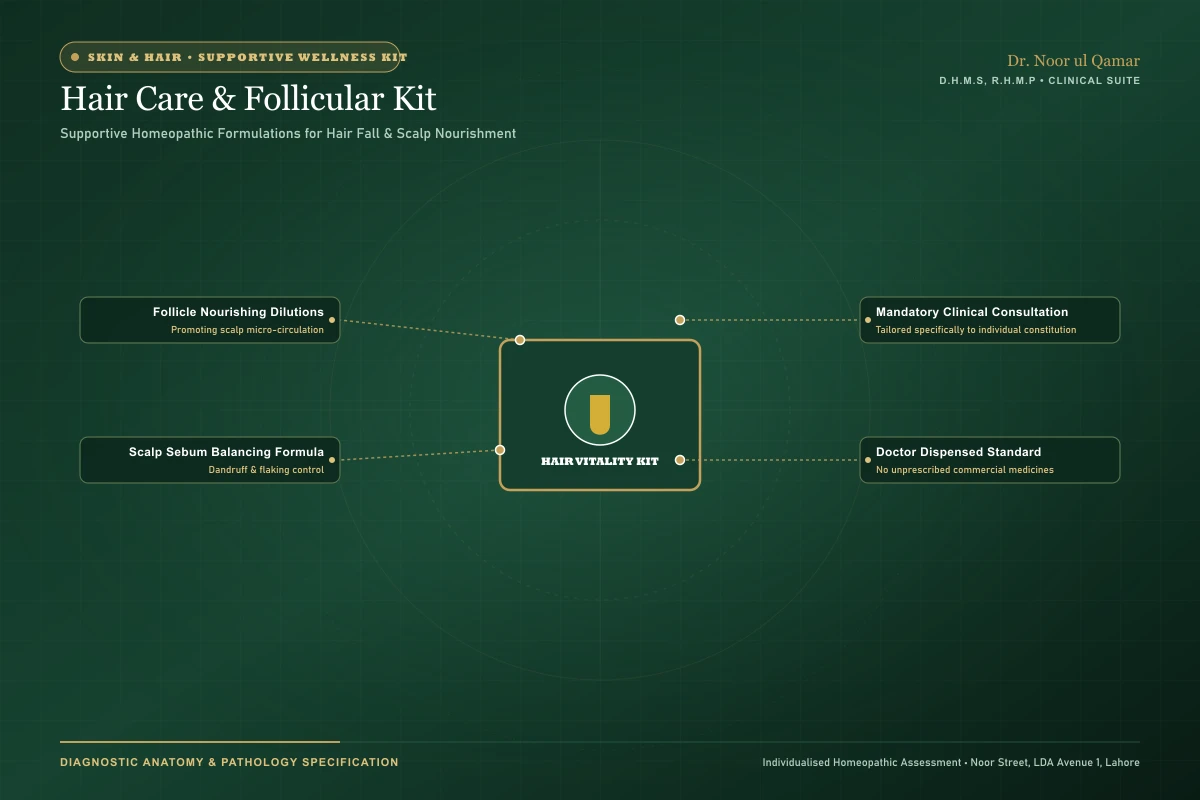 SKIN & HAIR • SUPPORTIVE WELLNESS KIT
Hair Care & Follicular Kit
Supportive Homeopathic Formulations for Hair Fall & Scalp Nourishment
Dr. Noor ul Qamar
D.H.M.S, R.H.M.P • CLINICAL SUITE
Follicle Nourishing Dilutions
Promoting scalp micro-circulation
Mandatory Clinical Consultation
Tailored specifically to individual constitution
Scalp Sebum Balancing Formula
Dandruff & flaking control
HAIR VITALITY KIT
Doctor Dispensed Standard
No unprescribed commercial medicines
DIAGNOSTIC ANATOMY & PATHOLOGY SPECIFICATION
Individualised Homeopathic Assessment • Noor Street, LDA Avenue 1, Lahore